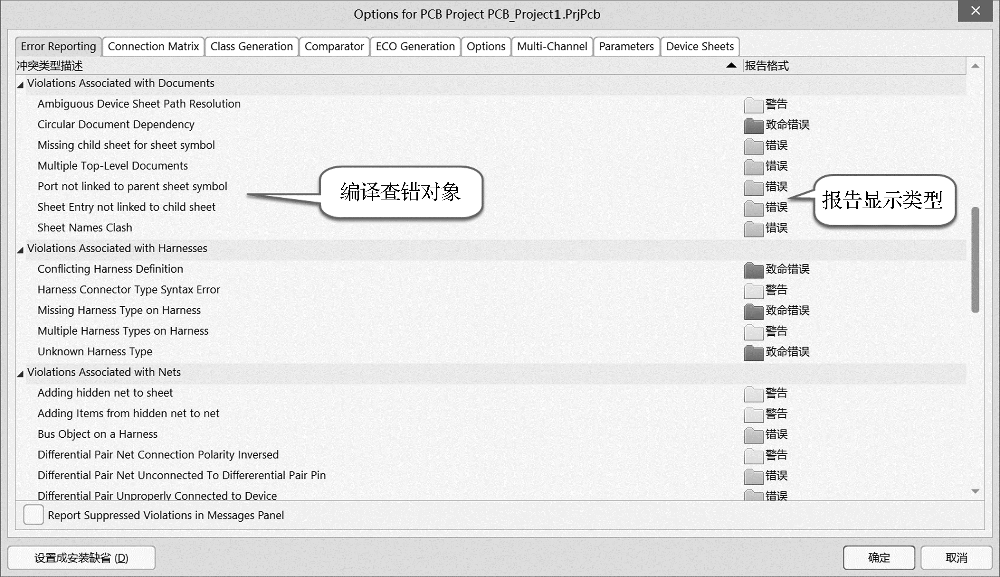 Options for PCB Project PCB_Project1.PrjPcb
Error Reporting Connection Matrix Class Generation Comparator ECO Generation Options Multi-Channel Parameters Device Sheets
冲突类型描述 报告格式
Violations Associated with Documents
Ambiguous Device Sheet Path Resolution 警告
Circular Document Dependency 致命错误
Missing child sheet for sheet symbol 错误
Multiple Top-Level Documents 错误
Port not linked to parent sheet symbol 错误
编译查错对象
报告显示类型
Sheet Entry not linked to child sheet 错误
Sheet Names Clash 错误
Violations Associated with Harnesses
Conflicting Harness Definition 致命错误
Harness Connector Type Syntax Error 警告
Missing Harness Type on Harness 致命错误
Multiple Harness Types on Harness 警告
Unknown Harness Type 致命错误
Violations Associated with Nets
Adding hidden net to sheet 警告
Adding Items from hidden net to net 警告
Bus Object on a Harness 错误
Differential Pair Net Connection Polarity Inversed 警告
Differential Pair Net Unconnected To Differerential Pair Pin 错误
Differential Pair Unproperly Connected to Device 错误
Report Suppressed Violations in Messages Panel
设置成安装缺省 (D) 确定 取消